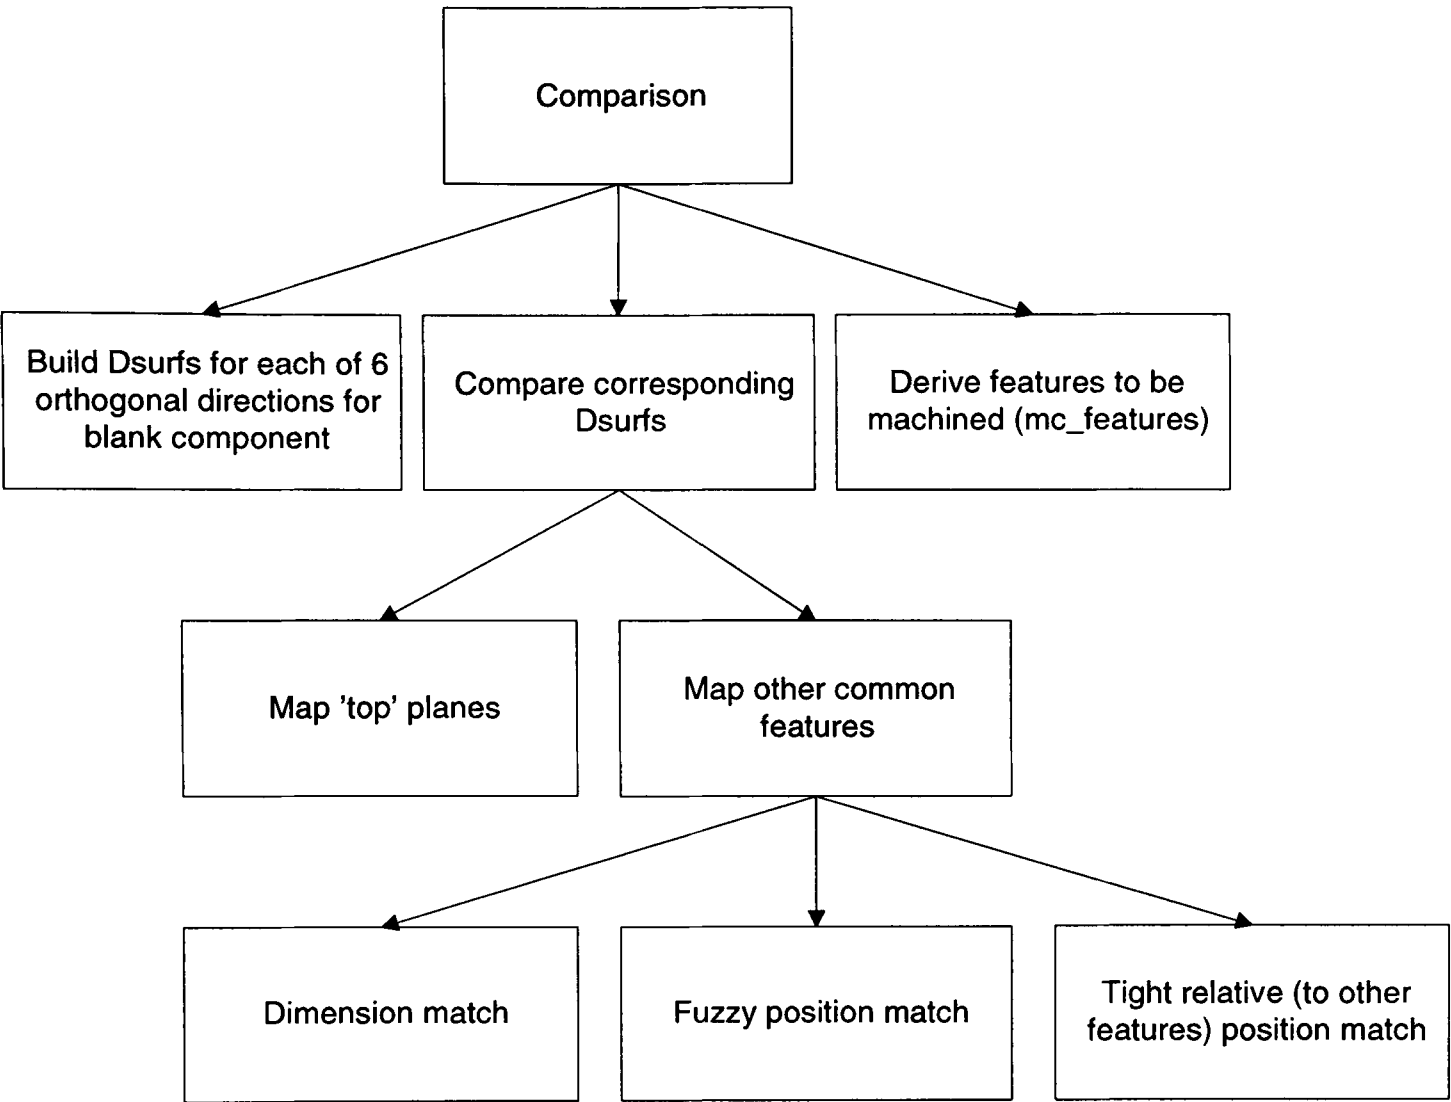 Comparison
Build Dsurfs for each of 6
orthogonal directions for
blank component
Compare corresponding
Dsurfs
Derive features to be
machined (mc_features)
Map 'top' planes
Map other common
features
Dimension match
Fuzzy position match
Tight relative (to other
features) position match